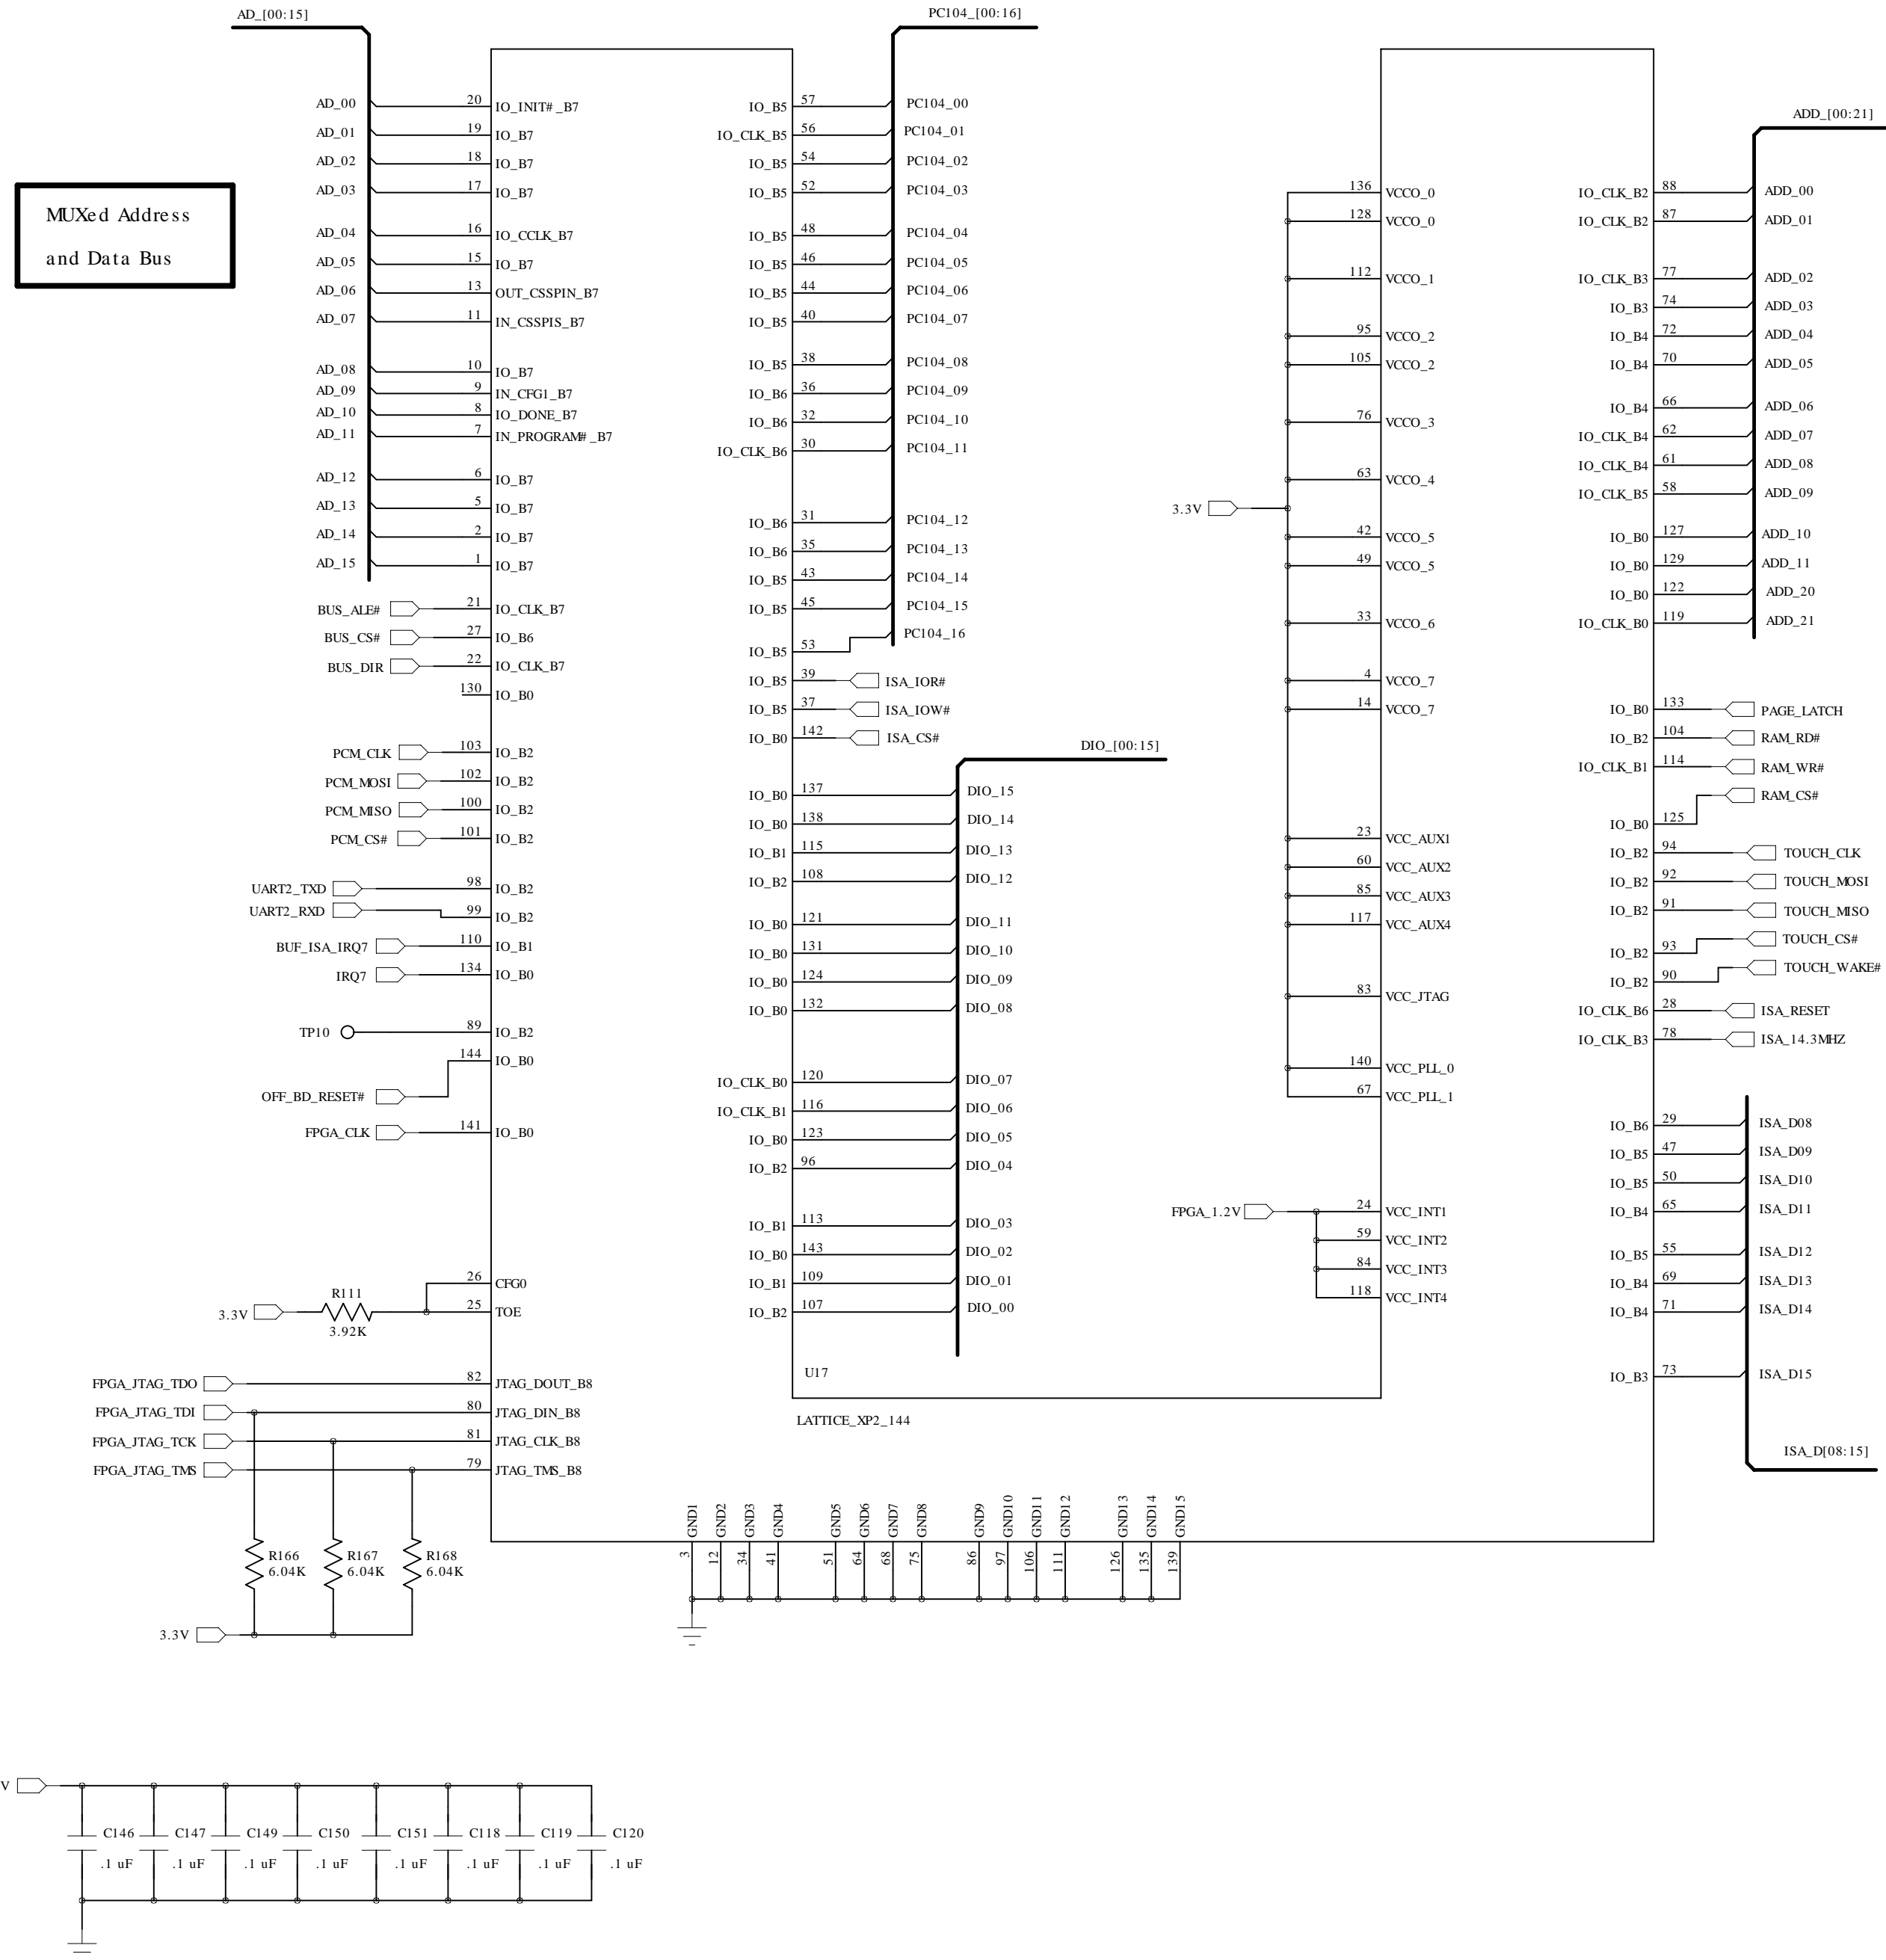 AD_[00:15]
PC104_[00:16]
ADD_[00:21]
MUXed Address
and Data Bus
AD_00 20 IO_INIT#_B7
AD_01 19 IO_B7
AD_02 18 IO_B7
AD_03 17 IO_B7
AD_04 16 IO_CCLK_B7
AD_05 15 IO_B7
AD_06 13 OUT_CSSPIN_B7
AD_07 11 IN_CSSPIS_B7
AD_08 10 IO_B7
AD_09 9 IN_CFG1_B7
AD_10 8 IO_DONE_B7
AD_11 7 IN_PROGRAM#_B7
AD_12 6 IO_B7
AD_13 5 IO_B7
AD_14 2 IO_B7
AD_15 1 IO_B7
BUS_ALE# 21 IO_CLK_B7
BUS_CS# 27 IO_B6
BUS_DIR 22 IO_CLK_B7
130 IO_B0
PCM_CLK 103 IO_B2
PCM_MOSI 102 IO_B2
PCM_MISO 100 IO_B2
PCM_CS# 101 IO_B2
UART2_TXD 98 IO_B2
UART2_RXD 99 IO_B2
BUF_ISA_IRQ7 110 IO_B1
IRQ7 134 IO_B0
TP10 89 IO_B2
144 IO_B0
OFF_BD_RESET#
FPGA_CLK 141 IO_B0
26 CFG0
R111
3.3V 25 TOE
3.92K
FPGA_JTAG_TDO 82 JTAG_DOUT_B8
FPGA_JTAG_TDI 80 JTAG_DIN_B8
FPGA_JTAG_TCK 81 JTAG_CLK_B8
FPGA_JTAG_TMS 79 JTAG_TMS_B8
R166 R167 R168
6.04K 6.04K 6.04K
3.3V
IO_B5 57 PC104_00
IO_CLK_B5 56 PC104_01
IO_B5 54 PC104_02
IO_B5 52 PC104_03
IO_B5 48 PC104_04
IO_B5 46 PC104_05
IO_B5 44 PC104_06
IO_B5 40 PC104_07
IO_B5 38 PC104_08
IO_B6 36 PC104_09
IO_B6 32 PC104_10
IO_CLK_B6 30 PC104_11
IO_B6 31 PC104_12
IO_B6 35 PC104_13
IO_B5 43 PC104_14
IO_B5 45 PC104_15
IO_B5 53 PC104_16
IO_B5 39 ISA_IOR#
IO_B5 37 ISA_IOW#
IO_B0 142 ISA_CS#
DIO_[00:15]
IO_B0 137 DIO_15
IO_B0 138 DIO_14
IO_B1 115 DIO_13
IO_B2 108 DIO_12
IO_B0 121 DIO_11
IO_B0 131 DIO_10
IO_B0 124 DIO_09
IO_B0 132 DIO_08
IO_CLK_B0 120 DIO_07
IO_CLK_B1 116 DIO_06
IO_B0 123 DIO_05
IO_B2 96 DIO_04
IO_B1 113 DIO_03
IO_B0 143 DIO_02
IO_B1 109 DIO_01
IO_B2 107 DIO_00
U17
LATTICE_XP2_144
136 VCCO_0
128 VCCO_0
112 VCCO_1
95 VCCO_2
105 VCCO_2
76 VCCO_3
63 VCCO_4
3.3V
42 VCCO_5
49 VCCO_5
33 VCCO_6
4 VCCO_7
14 VCCO_7
23 VCC_AUX1
60 VCC_AUX2
85 VCC_AUX3
117 VCC_AUX4
83 VCC_JTAG
140 VCC_PLL_0
67 VCC_PLL_1
FPGA_1.2V 24 VCC_INT1
59 VCC_INT2
84 VCC_INT3
118 VCC_INT4
IO_CLK_B2 88 ADD_00
IO_CLK_B2 87 ADD_01
IO_CLK_B3 77 ADD_02
IO_B3 74 ADD_03
IO_B4 72 ADD_04
IO_B4 70 ADD_05
IO_B4 66 ADD_06
IO_CLK_B4 62 ADD_07
IO_CLK_B4 61 ADD_08
IO_CLK_B5 58 ADD_09
IO_B0 127 ADD_10
IO_B0 129 ADD_11
IO_B0 122 ADD_20
IO_CLK_B0 119 ADD_21
IO_B0 133 PAGE_LATCH
IO_B2 104 RAM_RD#
IO_CLK_B1 114 RAM_WR#
RAM_CS#
IO_B0 125
IO_B2 94 TOUCH_CLK
IO_B2 92 TOUCH_MOSI
IO_B2 91 TOUCH_MISO
IO_B2 93 TOUCH_CS#
IO_B2 90 TOUCH_WAKE#
IO_CLK_B6 28 ISA_RESET
IO_CLK_B3 78 ISA_14.3MHZ
IO_B6 29 ISA_D08
IO_B5 47 ISA_D09
IO_B5 50 ISA_D10
IO_B4 65 ISA_D11
IO_B5 55 ISA_D12
IO_B4 69 ISA_D13
IO_B4 71 ISA_D14
IO_B3 73 ISA_D15
ISA_D[08:15]
GND1 GND2 GND3 GND4 GND5 GND6 GND7 GND8 GND9 GND10 GND11 GND12 GND13 GND14 GND15
3 12 34 41 51 64 68 75 86 97 106 111 126 135 139
V
C146 C147 C149 C150 C151 C118 C119 C120
.1 uF .1 uF .1 uF .1 uF .1 uF .1 uF .1 uF .1 uF